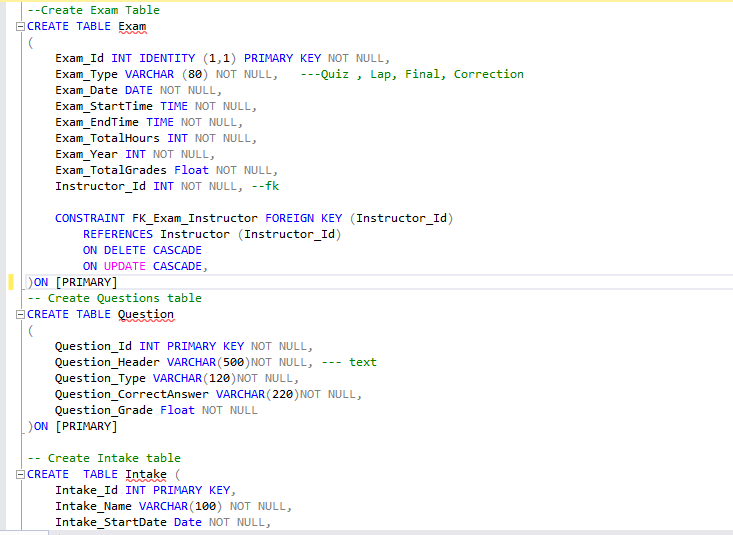 --Create Exam Table
CREATE TABLE Exam
(
Exam_Id INT IDENTITY (1,1) PRIMARY KEY NOT NULL,
Exam_Type VARCHAR (80) NOT NULL,   ---Quiz , Lap, Final, Correction
Exam_Date DATE NOT NULL,
Exam_StartTime TIME NOT NULL,
Exam_EndTime TIME NOT NULL,
Exam_TotalHours INT NOT NULL,
Exam_Year INT NOT NULL,
Exam_TotalGrades Float NOT NULL,
Instructor_Id INT NOT NULL, --fk
CONSTRAINT FK_Exam_Instructor FOREIGN KEY (Instructor_Id)
REFERENCES Instructor (Instructor_Id)
ON DELETE CASCADE
ON UPDATE CASCADE,
)ON [PRIMARY]
-- Create Questions table
CREATE TABLE Question
(
Question_Id INT PRIMARY KEY NOT NULL,
Question_Header VARCHAR(500)NOT NULL, --- text
Question_Type VARCHAR(120)NOT NULL,
Question_CorrectAnswer VARCHAR(220)NOT NULL,
Question_Grade Float NOT NULL
)ON [PRIMARY]
-- Create Intake table
CREATE  TABLE Intake (
Intake_Id INT PRIMARY KEY,
Intake_Name VARCHAR(100) NOT NULL,
Intake_StartDate Date NOT NULL,